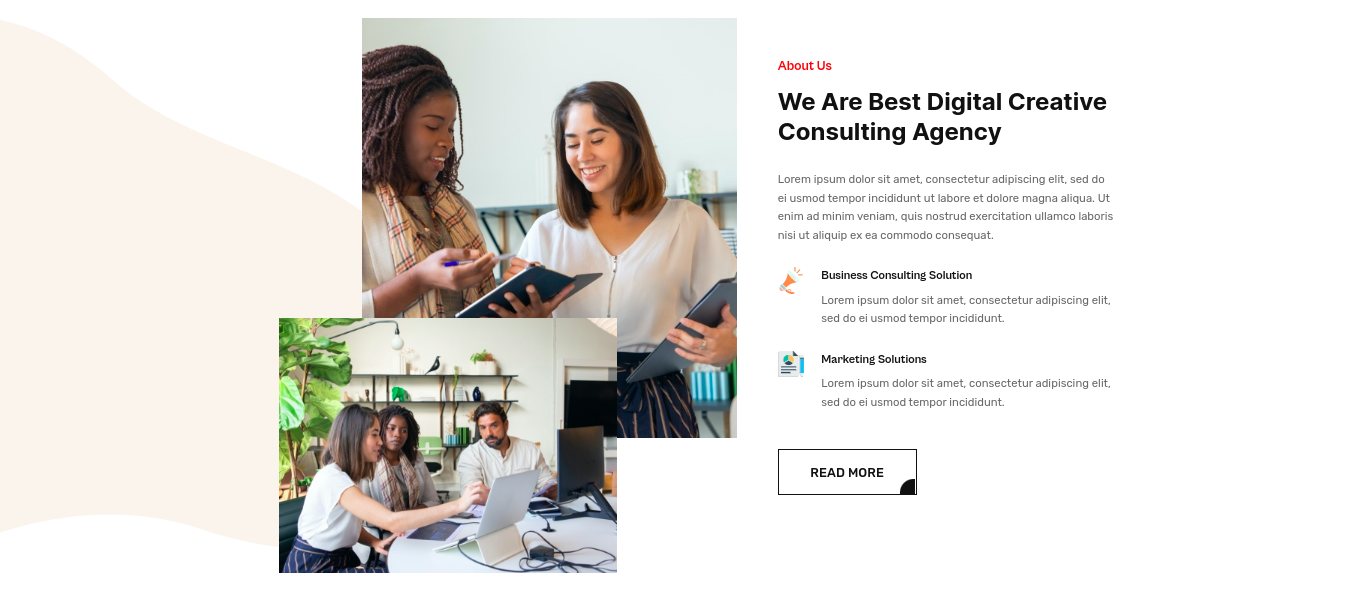 About Us
We Are Best Digital Creative
Consulting Agency
Lorem ipsum dolor sit amet, consectetur adipiscing elit, sed do
ei usmod tempor incididunt ut labore et dolore magna aliqua. Ut
enim ad minim veniam, quis nostrud exercitation ullamco laboris
nisi ut aliquip ex ea commodo consequat.
Business Consulting Solution
Lorem ipsum dolor sit amet, consectetur adipiscing elit,
sed do ei usmod tempor incididunt.
Marketing Solutions
Lorem ipsum dolor sit amet, consectetur adipiscing elit,
sed do ei usmod tempor incididunt.
READ MORE